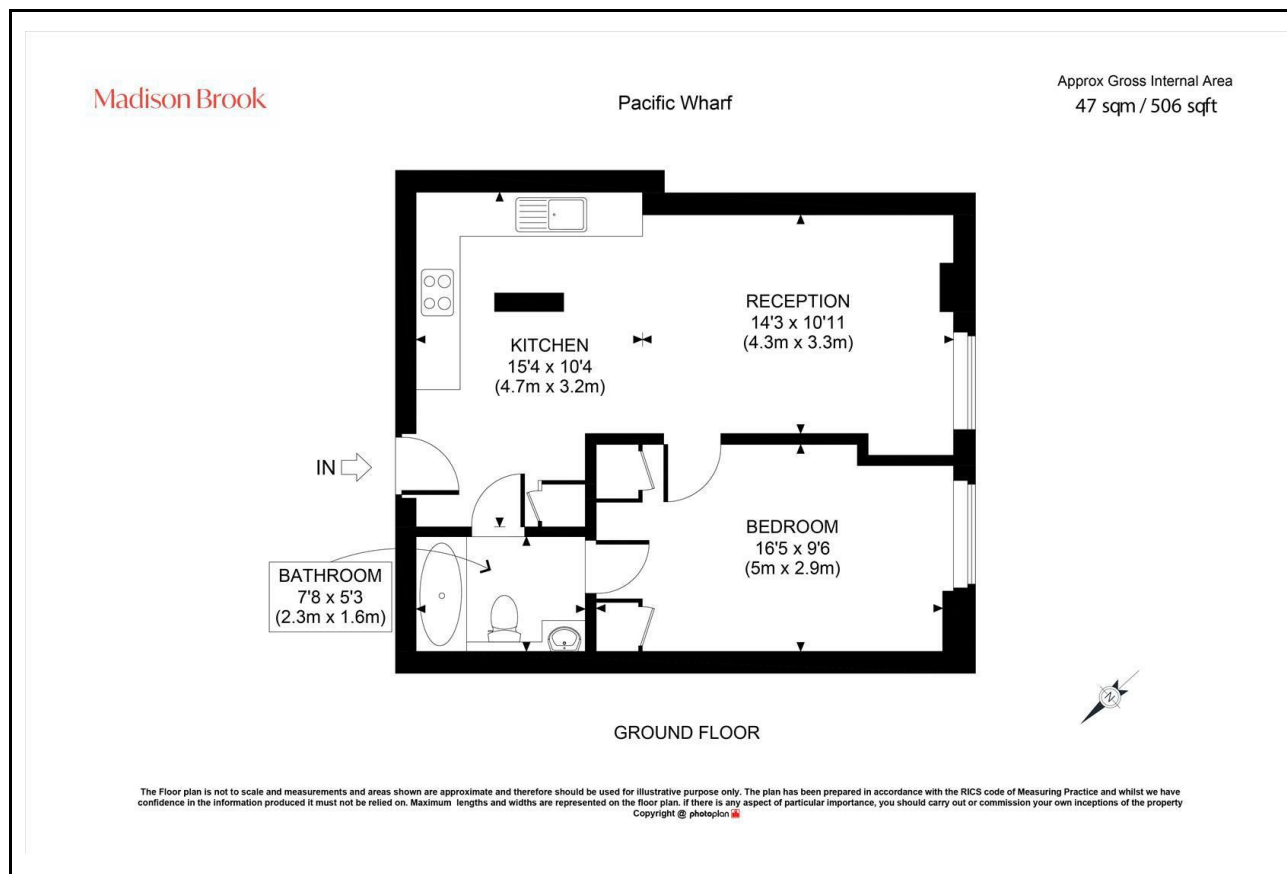 Madison Brook
Pacific Wharf
Approx Gross Internal Area
47 sqm / 506 sqft
RECEPTION
14'3 x 10'11
(4.3m x 3.3m)
KITCHEN
15'4 x 10'4
(4.7m x 3.2m)
IN
BEDROOM
16'5 x 9'6
(5m x 2.9m)
BATHROOM
7'8 x 5'3
(2.3m x 1.6m)
N
GROUND FLOOR
The Floor plan is not to scale and measurements and areas shown are approximate and therefore should be used for illustrative purpose only. The plan has been prepared in accordance with the RICS code of Measuring Practice and whilst we have
confidence in the information produced it must not be relied on. Maximum lengths and widths are represented on the floor plan. if there is any aspect of particular importance, you should carry out or commission your own inceptions of the property
Copyright @ photoplan